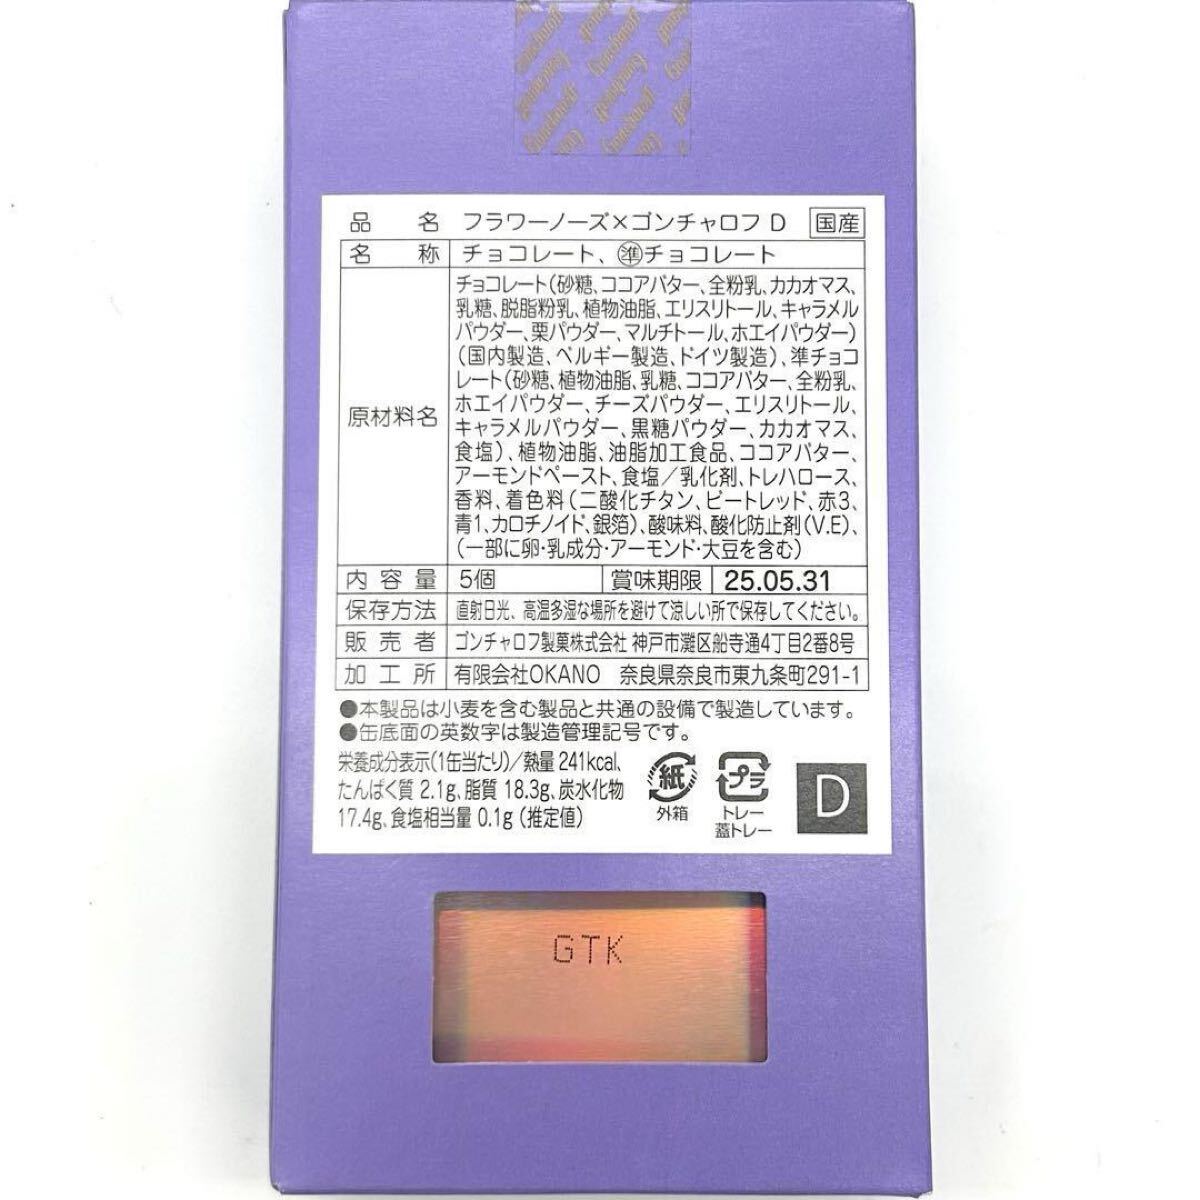 品名 フラワーノーズ×ゴンチャロフ D 国産
名称 チョコレート、㊝チョコレート
原材料名
チョコレート(砂糖、ココアバター、全粉乳、カカオマス、
乳糖、脱脂粉乳、植物油脂、エリスリトール、キャラメル
パウダー、栗パウダー、マルチトール、ホエイパウダー)
(国内製造、ベルギー製造、ドイツ製造)、準チョコ
レート(砂糖、植物油脂、乳糖、ココアバター、全粉乳、
ホエイパウダー、チーズパウダー、エリスリトール、
キャラメルパウダー、黒糖パウダー、カカオマス、
食塩)、植物油脂、油脂加工食品、ココアバター、
アーモンドペースト、食塩/乳化剤、トレハロース、
香料、着色料(二酸化チタン、ビートレッド、赤3、
青1、カロチノイド、銀箔)、酸味料、酸化防止剤(V.E)、
(一部に卵・乳成分・アーモンド・大豆を含む)
内容量 5個 賞味期限 25.05.31
保存方法 直射日光、高温多湿な場所を避けて涼しい所で保存してください。
販売者 ゴンチャロフ製菓株式会社 神戸市灘区船寺通4丁目2番8号
加工所 有限会社OKANO 奈良県奈良市東九条町291-1
●本製品は小麦を含む製品と共通の設備で製造しています。
●缶底面の英数字は製造管理記号です。
栄養成分表示(1缶当たり)/熱量 241kcal、
たんぱく質 2.1g、脂質 18.3g、炭水化物
17.4g、食塩相当量 0.1g (推定値)
紙
外箱
プラ
トレー
蓋トレー
D
GTK